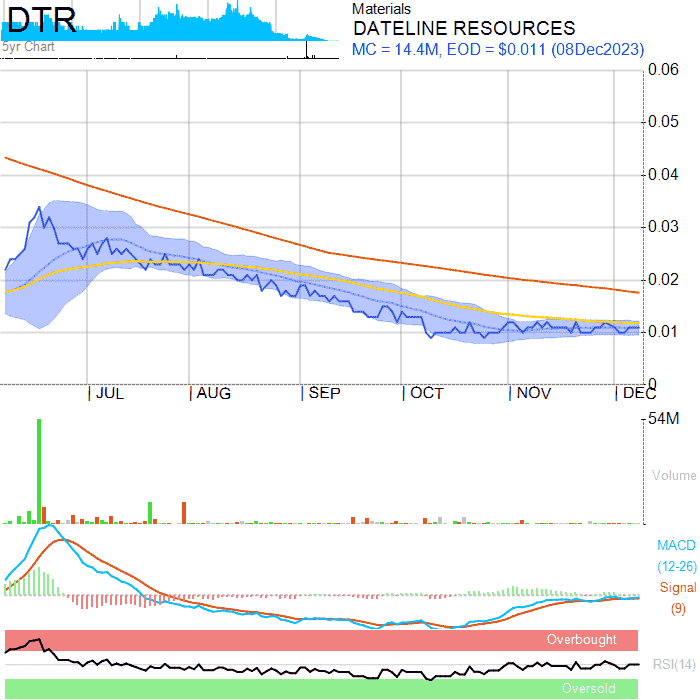 DTR
5yr Chart
Materials
DATELINE RESOURCES
MC = 14.4M, EOD = $0.011 (08Dec2023)
0.06
0.05
0.04
0.03
0.02
0.01
0
JUL AUG SEP OCT NOV DEC
54M
Volume
MACD
(12-26)
Signal
(9)
Overbought
RSI(14)
Oversold